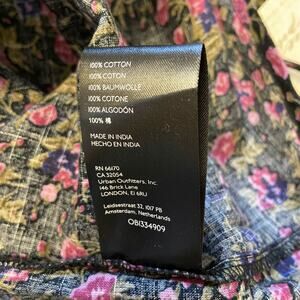 100% COTTON
100% COTON
100% BAUMWOLLE
100% COTONE
100% ALGODÓN
100% 棉
MADE IN INDIA
HECHO EN INDIA
RN 66170
CA 32054
Urban Outfitters, Inc.
146 Brick Lane
LONDON, E1 6RU
Leidsestraat 32, 1017 PB
Amsterdam, Netherlands
OB1334909